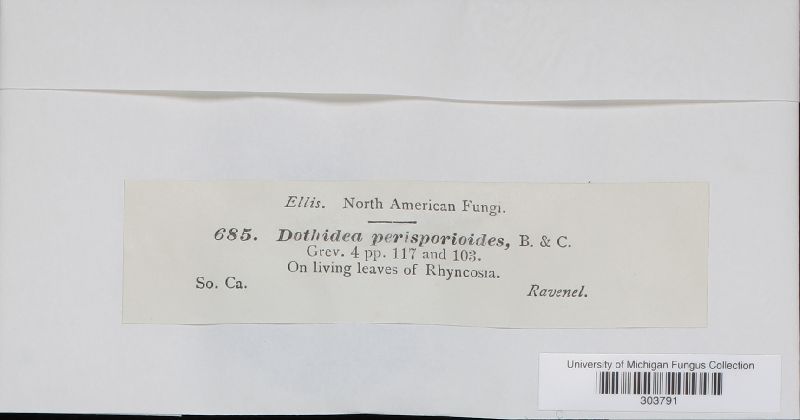 Ellis. North American Fungi.
685. Dothidea perisporioides, B. & C.
Grev. 4 pp. 117 and 103.
On living leaves of Rhyncosia.
So. Ca.
Ravenel.
University of Michigan Fungus Collection
303791